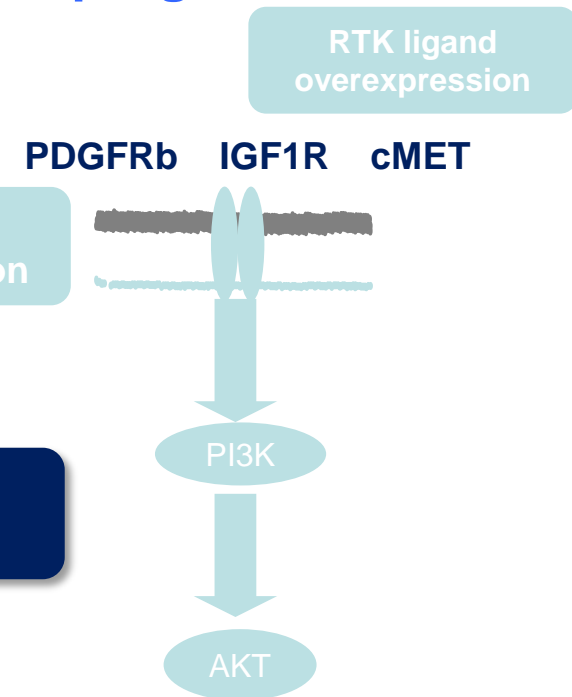 RTK ligand
overexpression
PDGFRb IGF1R cMET
on
PI3K
AKT